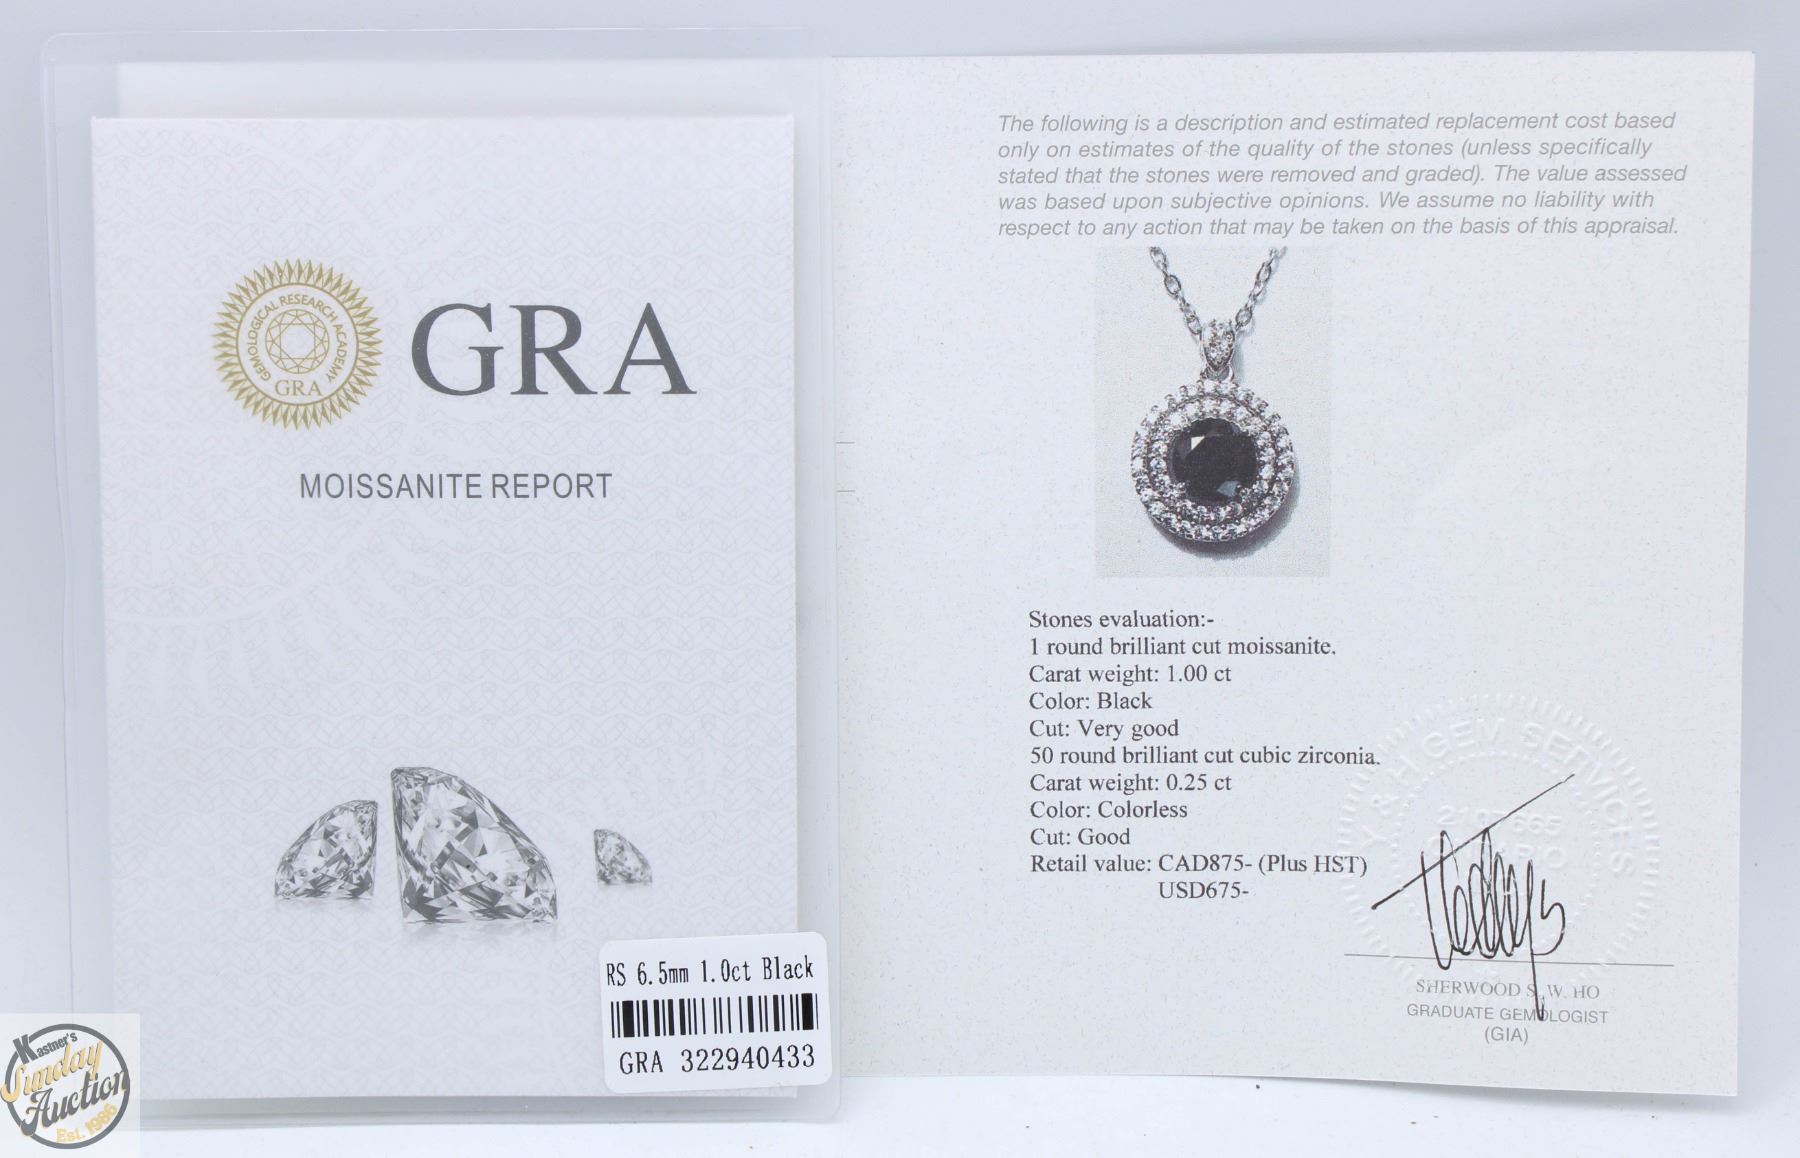 GEMOLOGICAL RESEARCH ACADEMY
GRA
GRA
MOISSANITE REPORT
RS 6.5mm 1.0ct Black
GRA 322940433
The following is a description and estimated replacement cost based
only on estimates of the quality of the stones (unless specifically
stated that the stones were removed and graded). The value assessed
was based upon subjective opinions. We assume no liability with
respect to any action that may be taken on the basis of this appraisal.
Stones evaluation:-
1 round brilliant cut moissanite.
Carat weight: 1.00 ct
Color: Black
Cut: Very good
50 round brilliant cut cubic zirconia.
Carat weight: 0.25 ct
Color: Colorless
Cut: Good
Retail value: CAD875- (Plus HST)
USD675-
Y & H GEM SERVICES
SHERWOOD S. W. HO
GRADUATE GEMOLOGIST
(GIA)
Kastner's
Sunday
Auction
Est. 1986